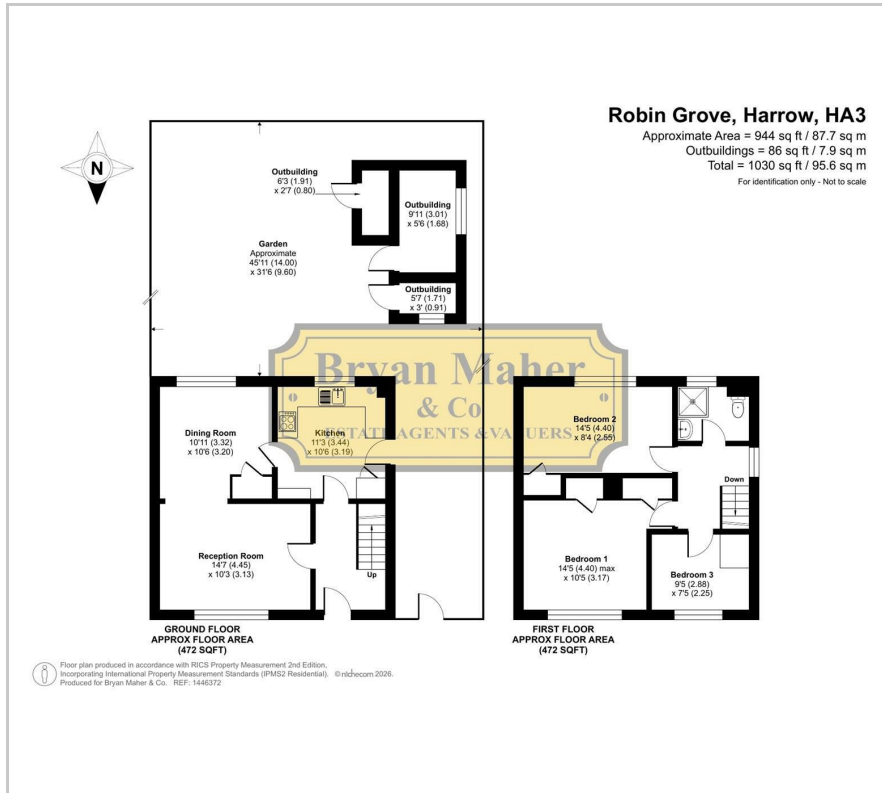 Robin Grove, Harrow, HA3
Approximate Area = 944 sq ft / 87.7 sq m
Outbuildings = 86 sq ft / 7.9 sq m
Total = 1030 sq ft / 95.6 sq m
For identification only - Not to scale
N
Outbuilding
6'3 (1.91)
x 2'7 (0.80)
Outbuilding
9'11 (3.01)
x 5'6 (1.68)
Garden
Approximate
45'11 (14.00)
x 31'6 (9.60)
Outbuilding
5'7 (1.71)
x 3' (0.91)
Bryan Maher
& Co
ESTATE AGENTS & VALUERS
Dining Room
10'11 (3.32)
x 10'6 (3.20)
Kitchen
11'3 (3.44)
x 10'6 (3.19)
Reception Room
14'7 (4.45)
x 10'3 (3.13)
Up
GROUND FLOOR
APPROX FLOOR AREA
(472 SQFT)
Bedroom 2
14'5 (4.40)
x 8'4 (2.55)
Down
Bedroom 1
14'5 (4.40) max
x 10'5 (3.17)
Bedroom 3
9'5 (2.88)
x 7'5 (2.25)
FIRST FLOOR
APPROX FLOOR AREA
(472 SQFT)
Floor plan produced in accordance with RICS Property Measurement 2nd Edition,
Incorporating International Property Measurement Standards (IPMS2 Residential). © ntchecom 2026.
Produced for Bryan Maher & Co. REF: 1446372